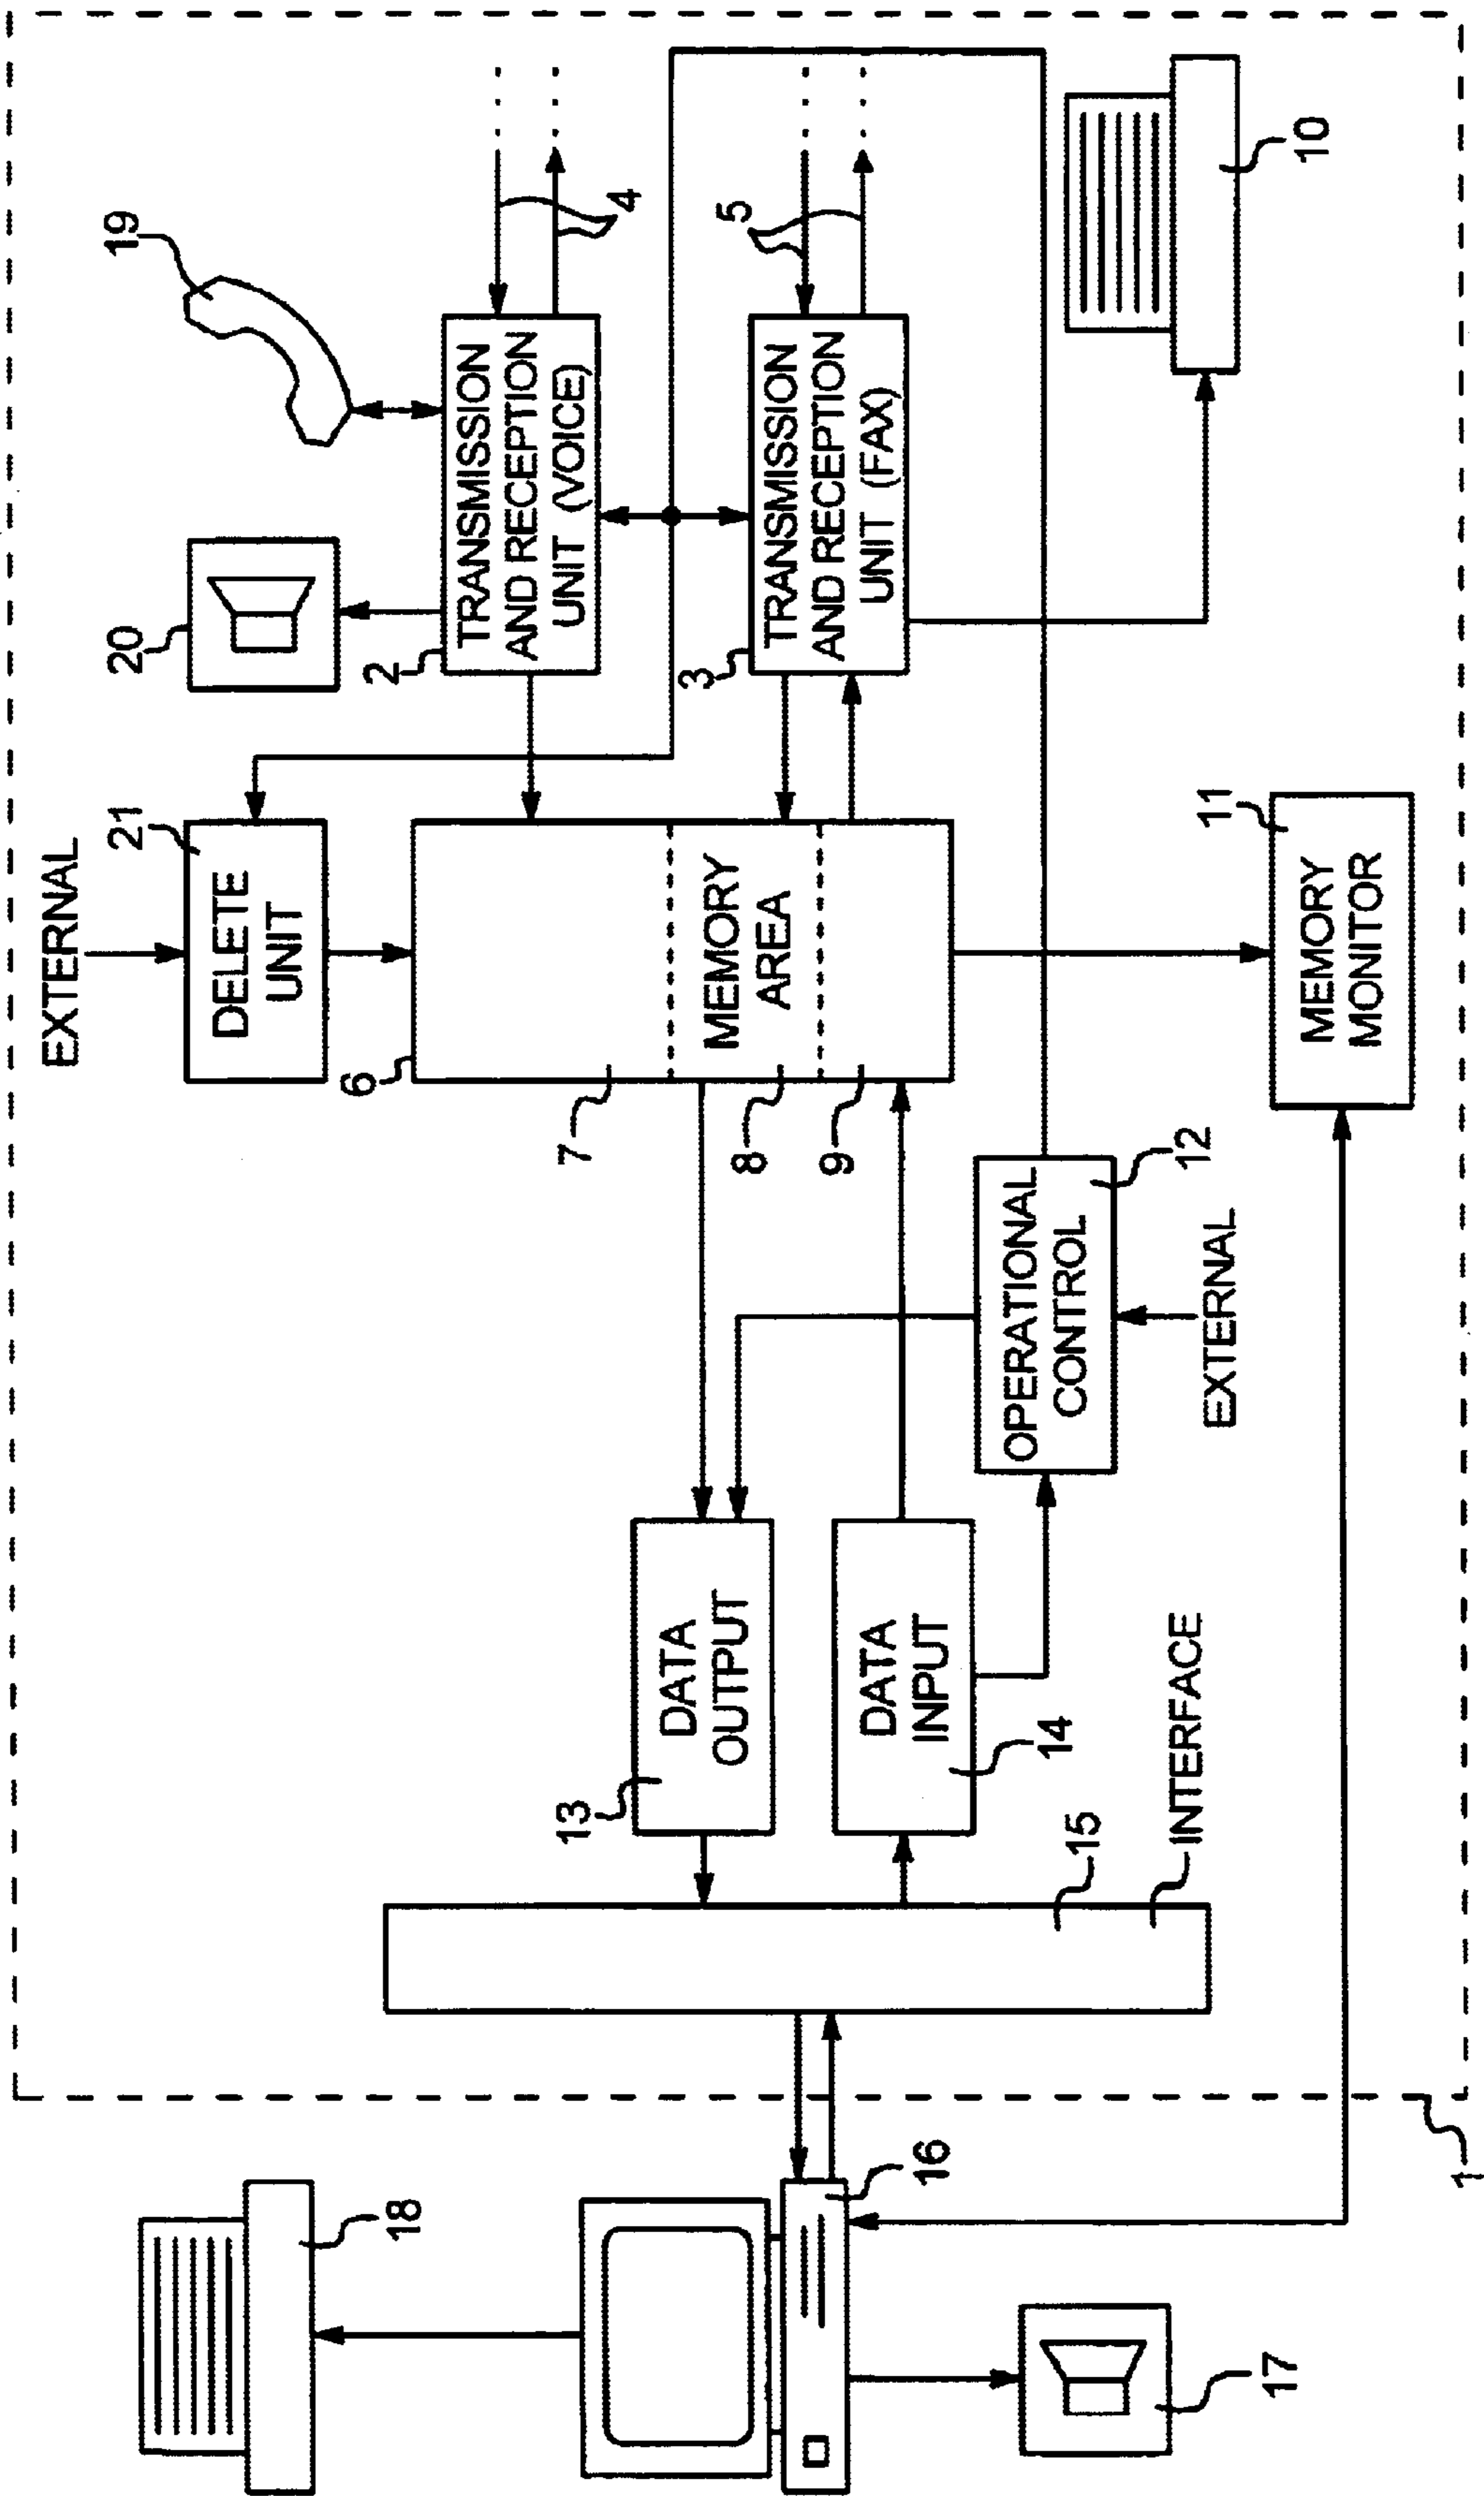 EXTERNAL
19
20
21
DELETE
UNIT
2
TRANSMISSION
AND RECEPTION
UNIT (VOICE)
4
6
7
MEMORY
AREA
8
9
3
TRANSMISSION
AND RECEPTION
UNIT (FAX)
5
10
18
13
DATA
OUTPUT
DATA
INPUT
14
OPERATIONAL
CONTROL
12
EXTERNAL
11
MEMORY
MONITOR
15
INTERFACE
16
17
1